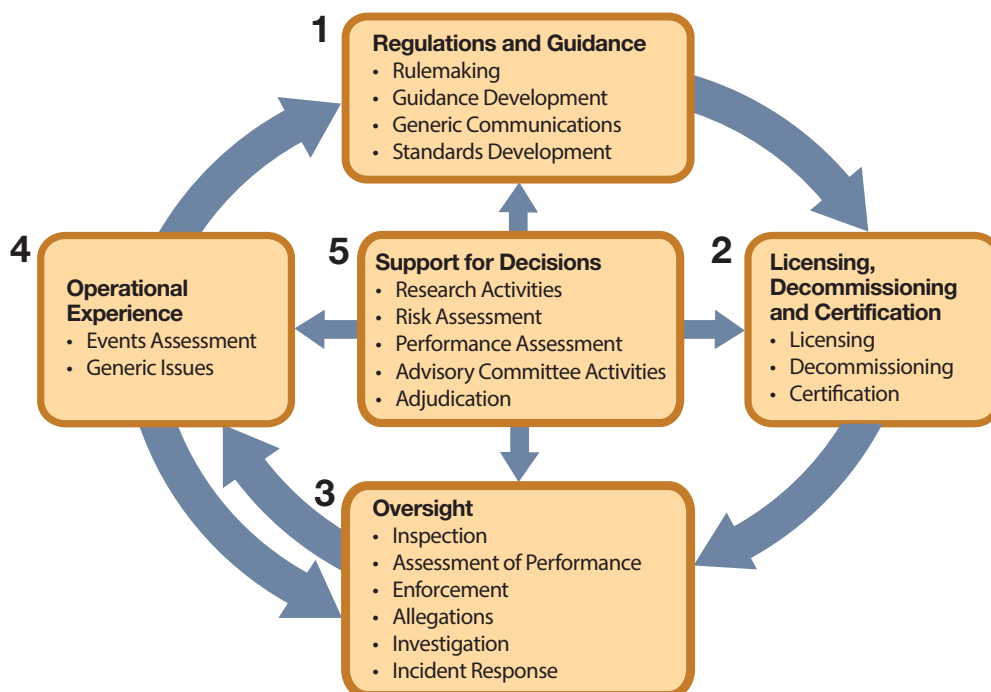 1
Regulations and Guidance
• Rulemaking
• Guidance Development
• Generic Communications
• Standards Development
4
Operational
Experience
• Events Assessment
• Generic Issues
5
Support for Decisions
• Research Activities
• Risk Assessment
• Performance Assessment
• Advisory Committee Activities
• Adjudication
2
Licensing,
Decommissioning
and Certification
• Licensing
• Decommissioning
• Certification
3
Oversight
• Inspection
• Assessment of Performance
• Enforcement
• Allegations
• Investigation
• Incident Response